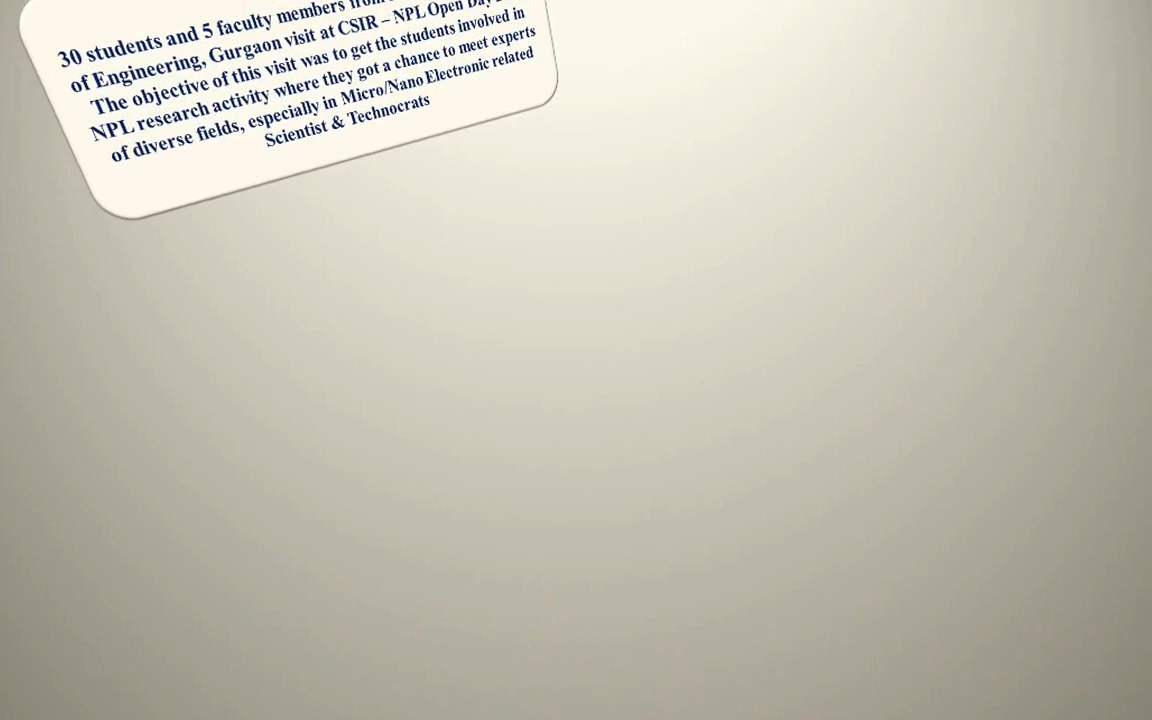 30 students and 5 faculty members from
of Engineering, Gurgaon visit at CSIR – NPL Open Day
The objective of this visit was to get the students involved in
NPL research activity where they got a chance to meet experts
of diverse fields, especially in Micro/Nano Electronic related
Scientist & Technocrats